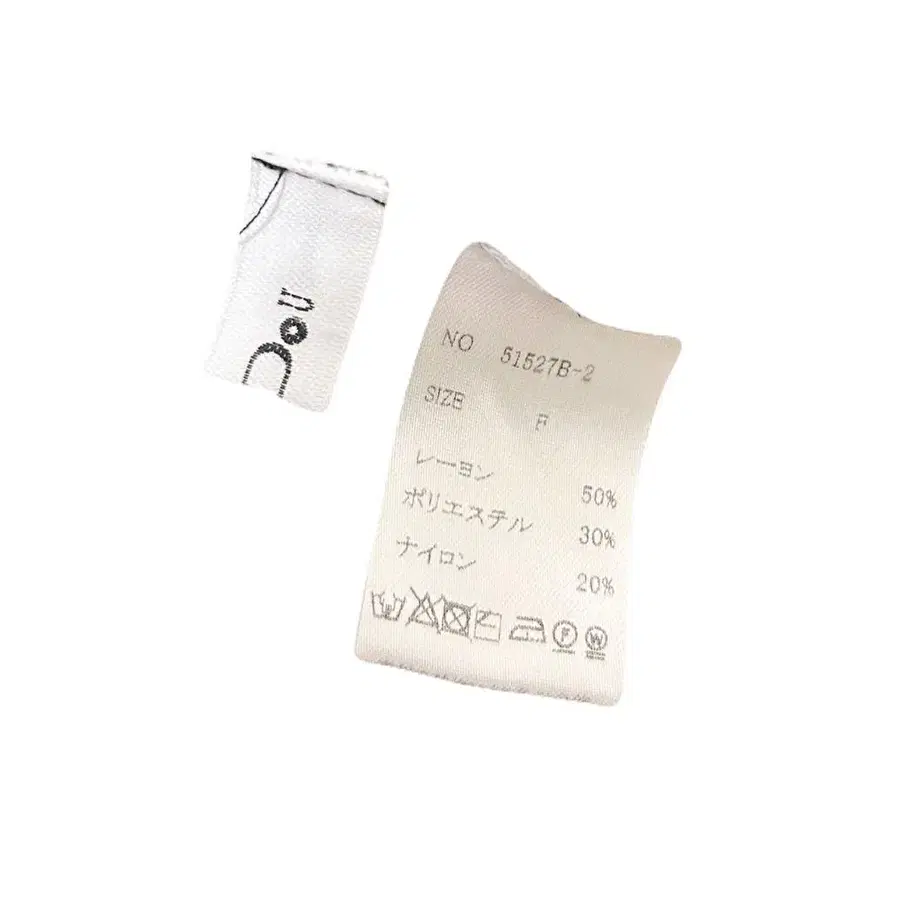 NO 51527B-2
SIZE F
レーヨン 50%
ポリエステル 30%
ナイロン 20%
F W